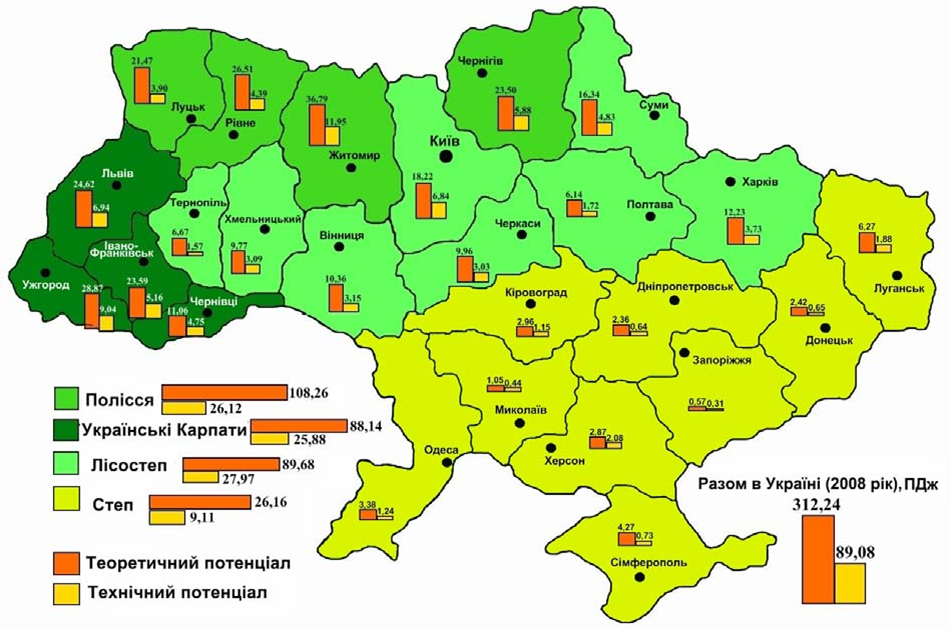 21,47
3,90
Луцьк
26,51
4,39
Рівне
36,79
11,95
Житомир
Чернігів
23,50
5,88
16,34
4,83
Суми
Київ
18,22
6,84
Львів
24,62
6,94
Тернопіль
6,67
1,57
Хмельницький
9,77
3,09
Вінниця
10,36
3,15
Черкаси
9,96
3,03
6,14
1,72
Полтава
Харків
12,23
3,73
6,27
1,88
Луганськ
Ужгород
28,87
9,04
Івано-
Франківськ
23,59
5,16
Чернівці
11,06
4,75
Кіровоград
2,96
1,15
Дніпропетровськ
2,36
0,64
2,42
0,65
Донецьк
Запоріжжя
0,57
0,31
1,05
0,44
Миколаїв
Херсон
2,87
2,08
Одеса
3,38
1,24
4,27
0,73
Сімферополь
Полісся
108,26
26,12
Українські Карпати
88,14
25,88
Лісостеп
89,68
27,97
Степ
26,16
9,11
Теоретичний потенціал
Технічний потенціал
Разом в Україні (2008 рік), ПДж
312,24
89,08